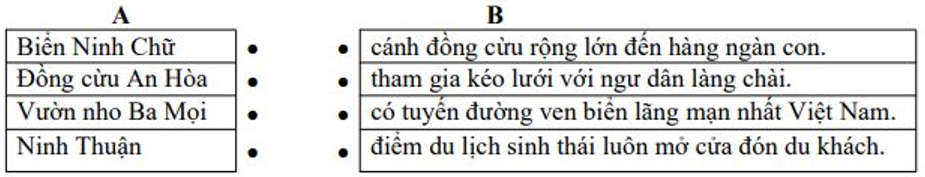 A B
Biển Ninh Chữ • • cánh đồng cừu rộng lớn đến hàng ngàn con.
Đồng cừu An Hòa • • tham gia kéo lưới với ngư dân làng chài.
Vườn nho Ba Mọi • • có tuyến đường ven biển lãng mạn nhất Việt Nam.
Ninh Thuận • • điểm du lịch sinh thái luôn mở cửa đón du khách.